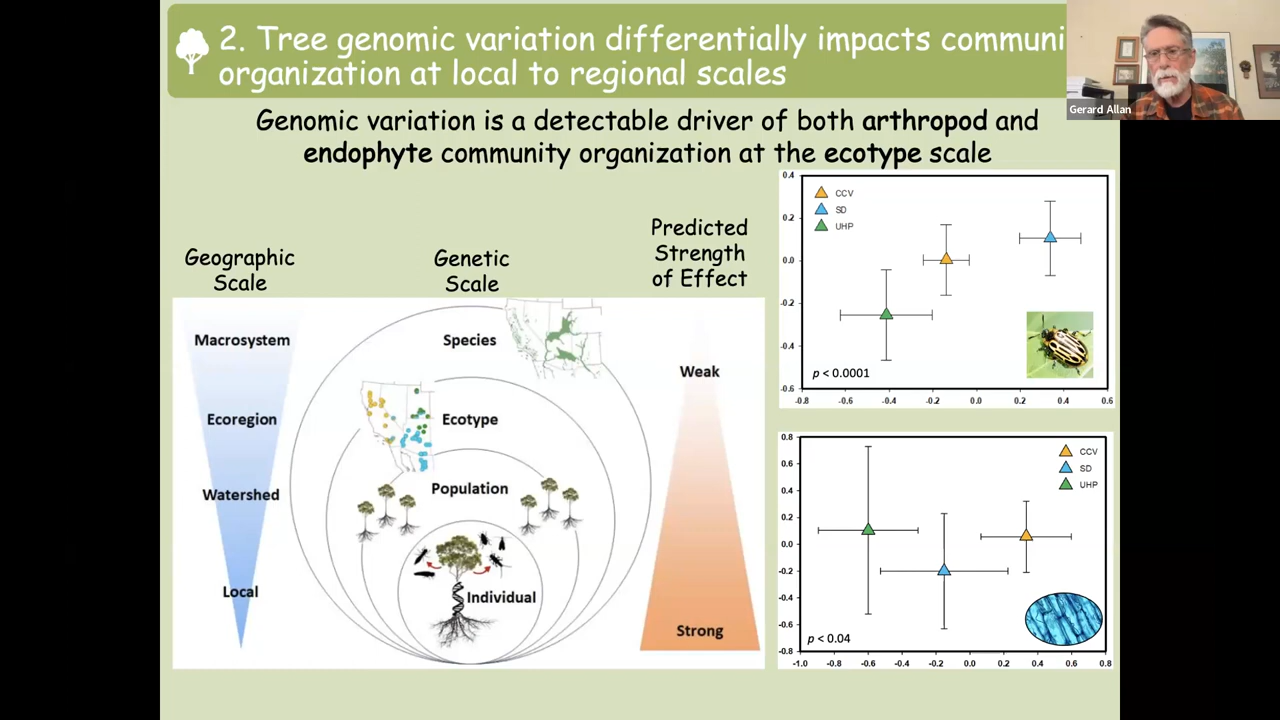 2. Tree genomic variation differentially impacts communi
organization at local to regional scales
Gerard Allan
Genomic variation is a detectable driver of both arthropod and
endophyte community organization at the ecotype scale
Geographic
Scale
Genetic
Scale
Predicted
Strength
of Effect
Macrosystem
Ecoregion
Watershed
Local
Species
Ecotype
Population
Individual
Weak
Strong
0.4
0.2
0.0
-0.2
-0.4
-0.6
CCV
SD
UHP
p < 0.0001
-0.8 -0.6 -0.4 -0.2 0.0 0.2 0.4 0.6
0.8
0.6
0.4
0.2
0.0
-0.2
-0.4
-0.6
-0.8
CCV
SD
UHP
p < 0.04
-1.0 -0.8 -0.6 -0.4 -0.2 0.0 0.2 0.4 0.6 0.8